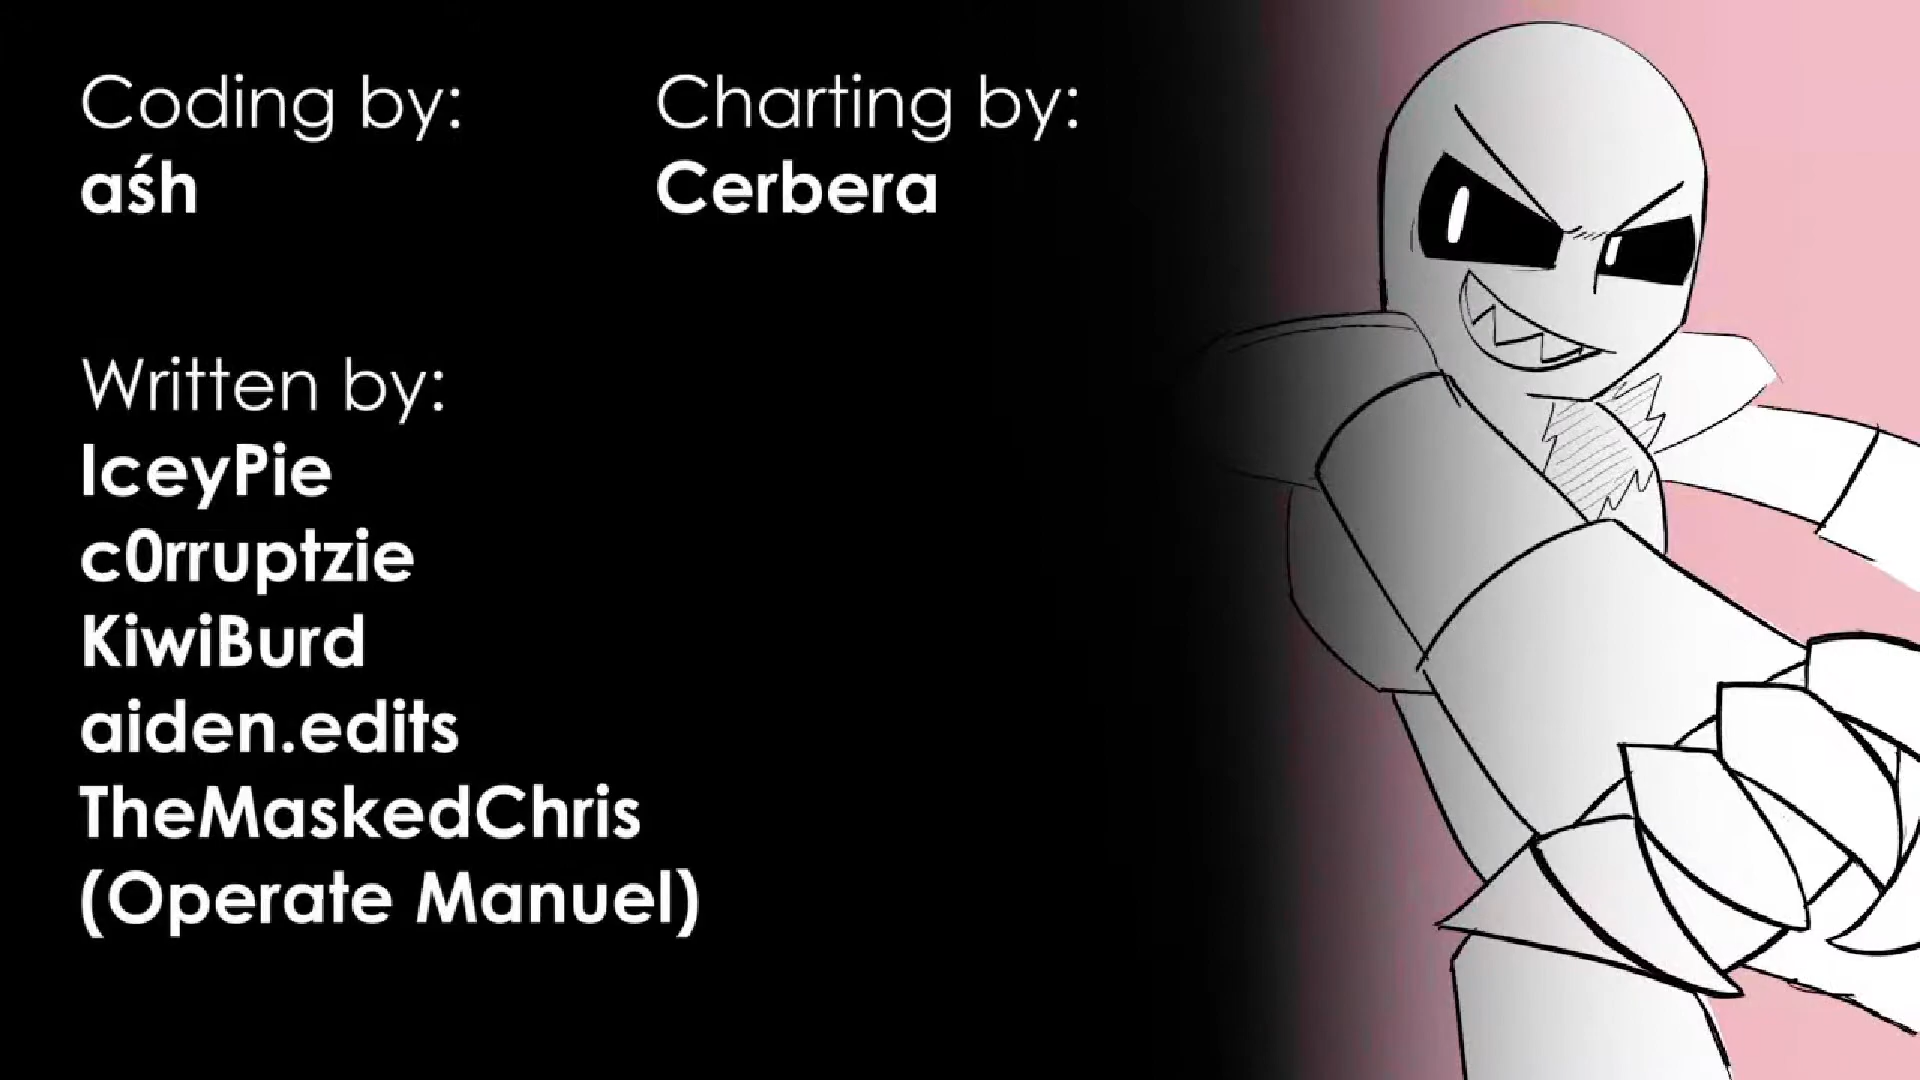 Coding by:
aśh
Charting by:
Cerbera
Written by:
IceyPie
c0rruptzie
KiwiBurd
aiden.edits
TheMaskedChris
(Operate Manuel)